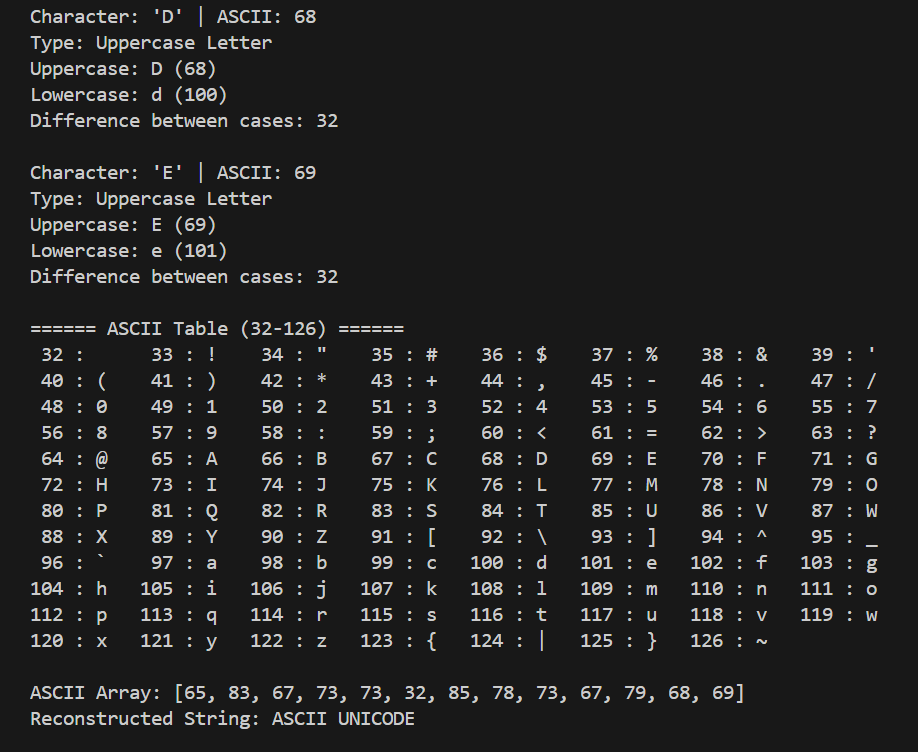 Character: 'D' | ASCII: 68
Type: Uppercase Letter
Uppercase: D (68)
Lowercase: d (100)
Difference between cases: 32
Character: 'E' | ASCII: 69
Type: Uppercase Letter
Uppercase: E (69)
Lowercase: e (101)
Difference between cases: 32
====== ASCII Table (32-126) ======
32 :   33 : ! 34 : " 35 : # 36 : $ 37 : % 38 : & 39 : '
40 : ( 41 : ) 42 : * 43 : + 44 : , 45 : - 46 : . 47 : /
48 : 0 49 : 1 50 : 2 51 : 3 52 : 4 53 : 5 54 : 6 55 : 7
56 : 8 57 : 9 58 : : 59 : ; 60 : < 61 : = 62 : > 63 : ?
64 : @ 65 : A 66 : B 67 : C 68 : D 69 : E 70 : F 71 : G
72 : H 73 : I 74 : J 75 : K 76 : L 77 : M 78 : N 79 : O
80 : P 81 : Q 82 : R 83 : S 84 : T 85 : U 86 : V 87 : W
88 : X 89 : Y 90 : Z 91 : [ 92 : \ 93 : ] 94 : ^ 95 : _
96 : ` 97 : a 98 : b 99 : c 100 : d 101 : e 102 : f 103 : g
104 : h 105 : i 106 : j 107 : k 108 : l 109 : m 110 : n 111 : o
112 : p 113 : q 114 : r 115 : s 116 : t 117 : u 118 : v 119 : w
120 : x 121 : y 122 : z 123 : { 124 : | 125 : } 126 : ~
ASCII Array: [65, 83, 67, 73, 73, 32, 85, 78, 73, 67, 79, 68, 69]
Reconstructed String: ASCII UNICODE